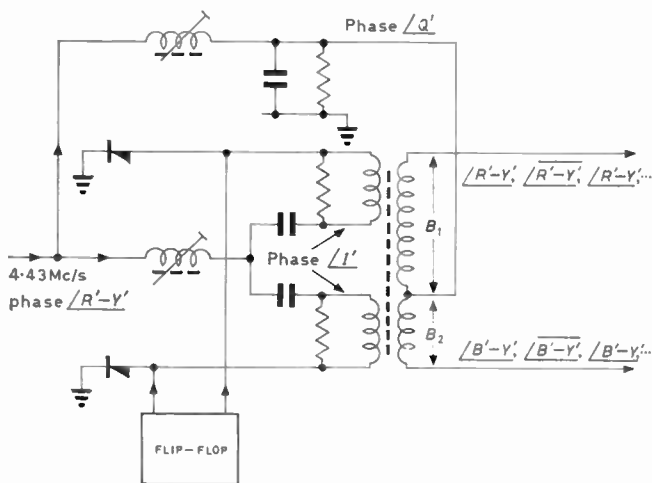 Phase ∠Q'
∠R'-Y', ∠R̅'̅-̅Y̅'̅, ∠R'-Y',...
B₁
4·43Mc/s
phase ∠R'-Y'
Phase ∠I'
B₂
∠B'-Y', ∠B̅'̅-̅Y̅'̅, ∠B'-Y',...
FLIP-FLOP